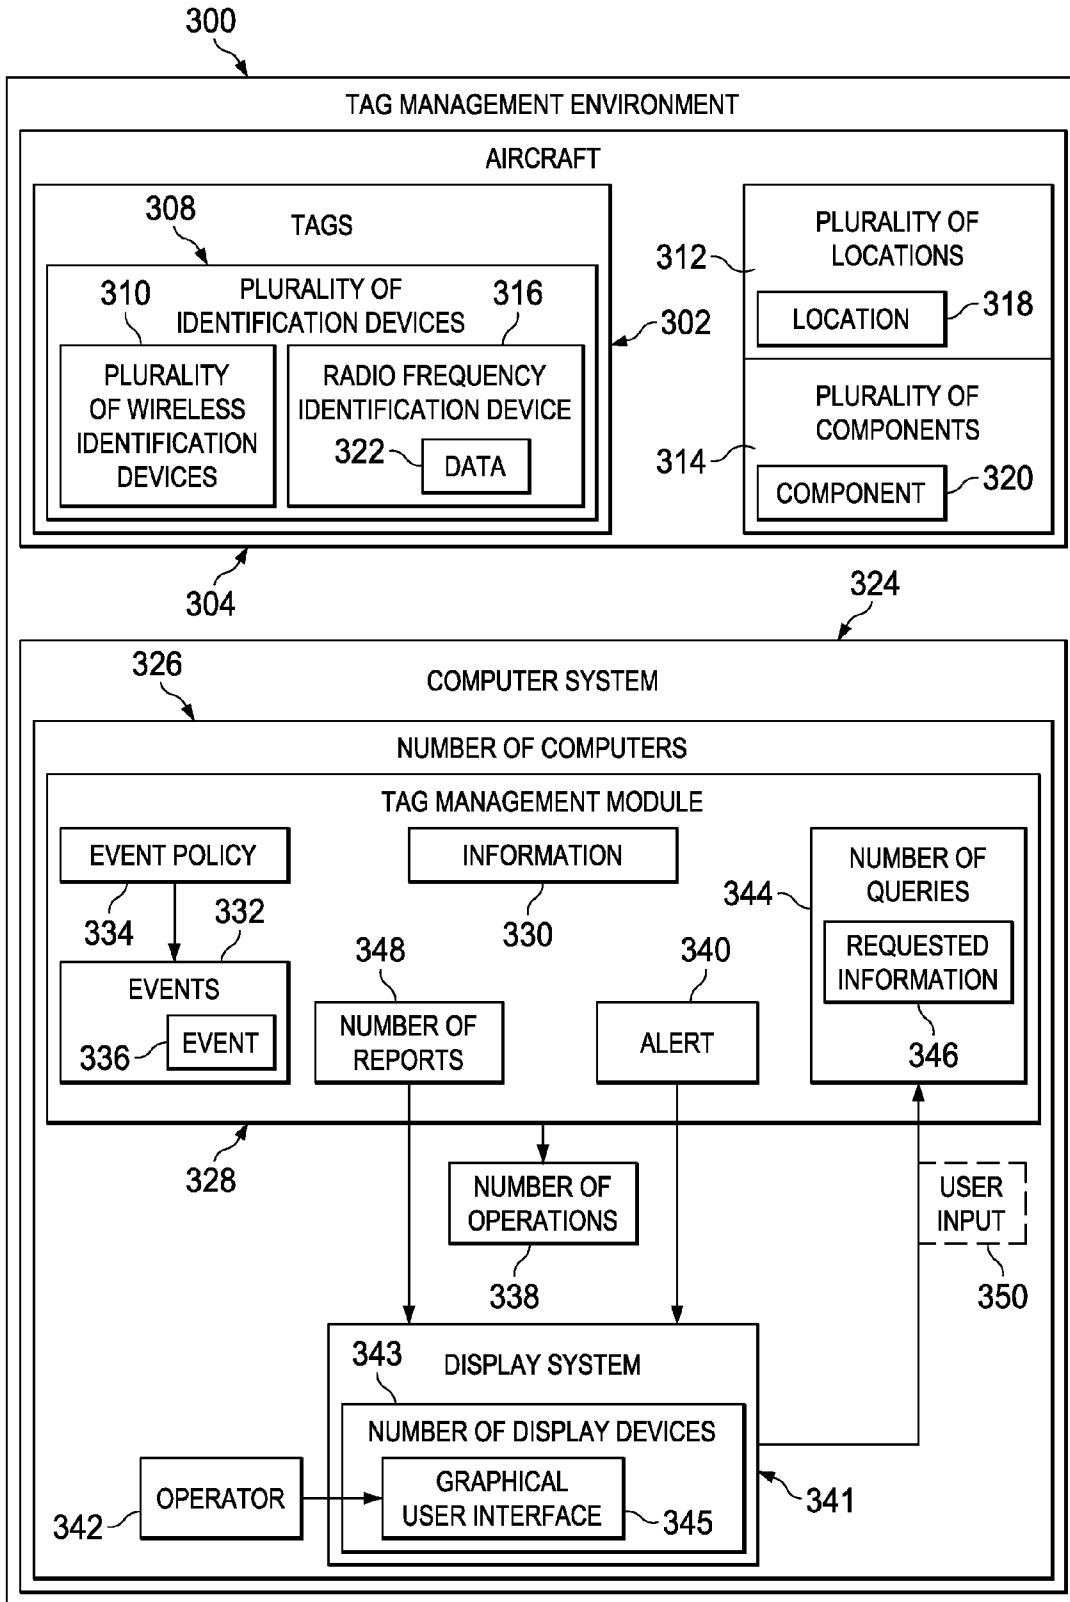 300
TAG MANAGEMENT ENVIRONMENT
AIRCRAFT
308
TAGS
310
PLURALITY OF
IDENTIFICATION DEVICES
316
302
PLURALITY
OF WIRELESS
IDENTIFICATION
DEVICES
RADIO FREQUENCY
IDENTIFICATION DEVICE
322
DATA
304
PLURALITY OF
LOCATIONS
312
LOCATION
318
PLURALITY OF
COMPONENTS
314
COMPONENT
320
324
326
COMPUTER SYSTEM
NUMBER OF COMPUTERS
TAG MANAGEMENT MODULE
EVENT POLICY
334
332
EVENTS
336
EVENT
INFORMATION
330
348
NUMBER OF
REPORTS
340
ALERT
344
NUMBER OF
QUERIES
REQUESTED
INFORMATION
346
328
NUMBER OF
OPERATIONS
338
USER
INPUT
350
343
DISPLAY SYSTEM
NUMBER OF DISPLAY DEVICES
OPERATOR
342
GRAPHICAL
USER INTERFACE
345
341